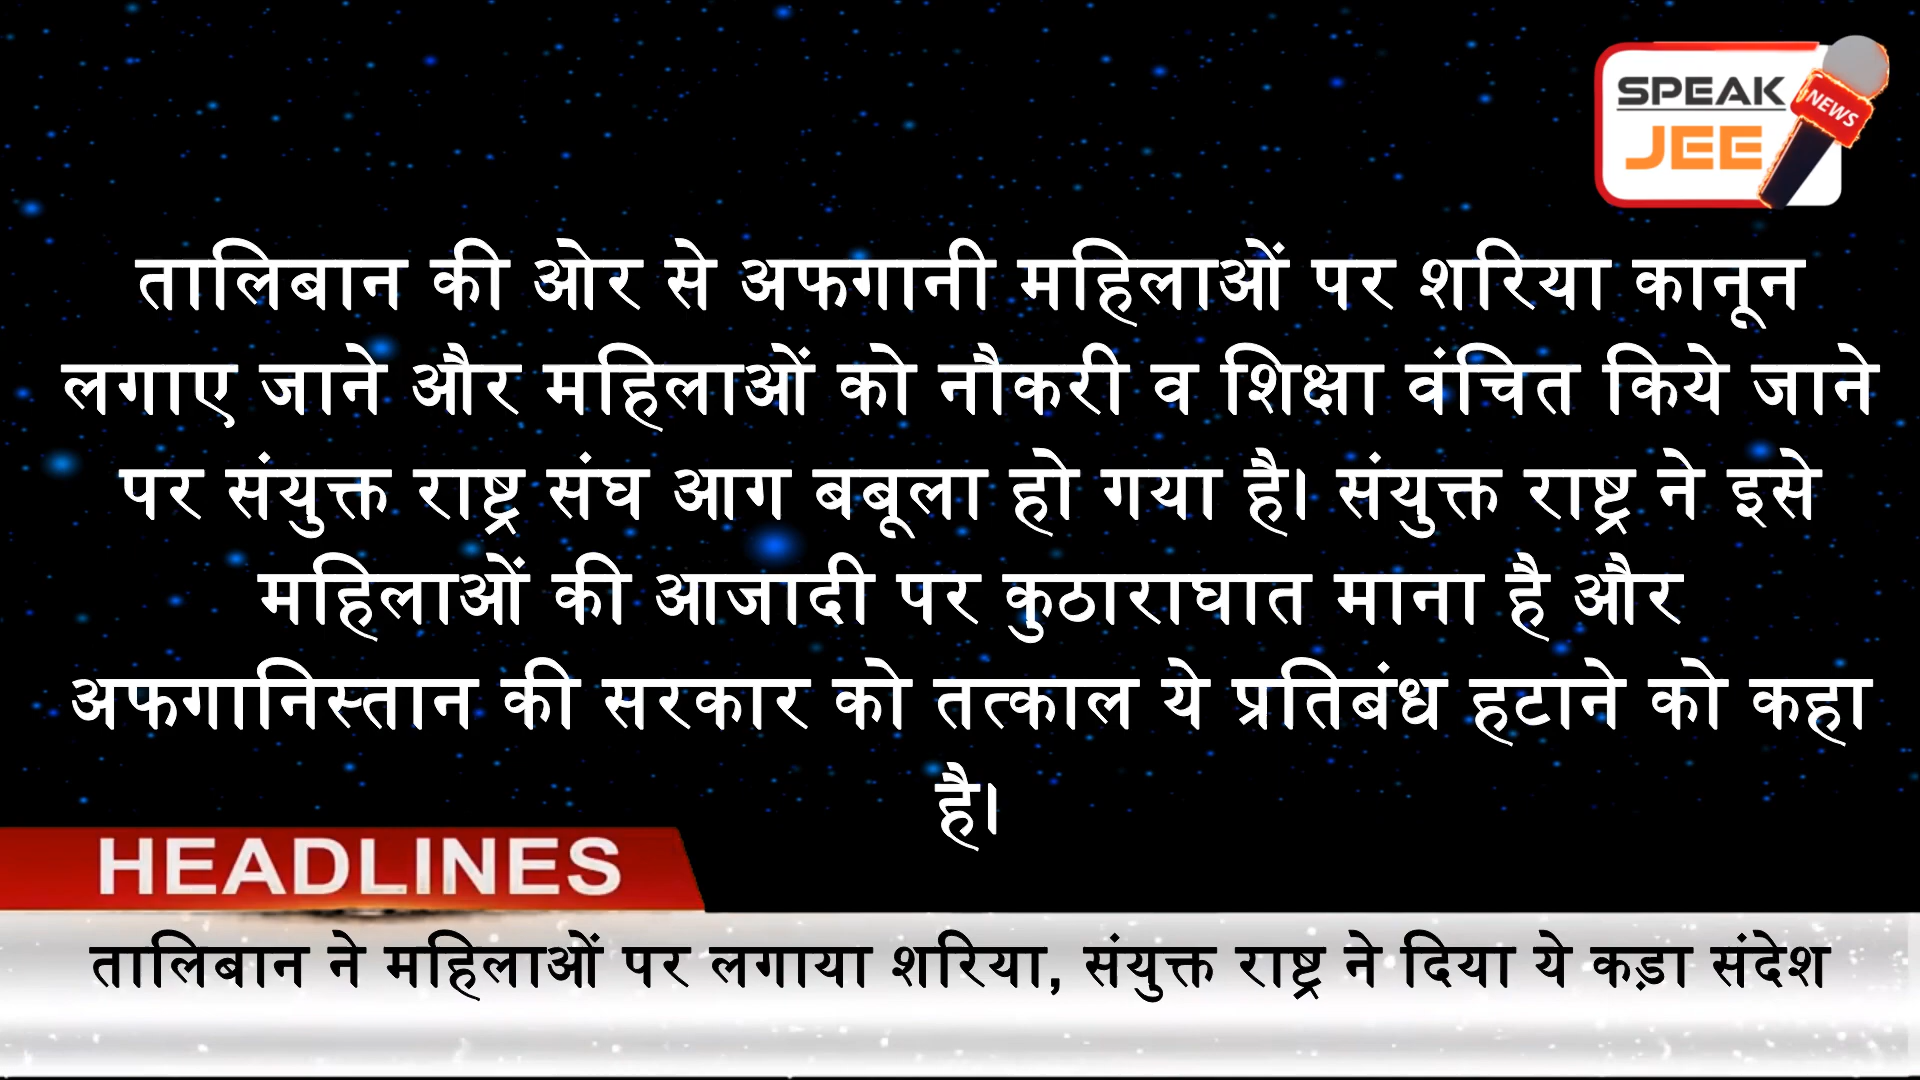 SPEAK
JEE
NEWS
तालिबान की ओर से अफगानी महिलाओं पर शरिया कानून
लगाए जाने और महिलाओं को नौकरी व शिक्षा वंचित किये जाने
पर संयुक्त राष्ट्र संघ आग बबूला हो गया है। संयुक्त राष्ट्र ने इसे
महिलाओं की आजादी पर कुठाराघात माना है और
अफगानिस्तान की सरकार को तत्काल ये प्रतिबंध हटाने को कहा
है।
HEADLINES
तालिबान ने महिलाओं पर लगाया शरिया, संयुक्त राष्ट्र ने दिया ये कड़ा संदेश